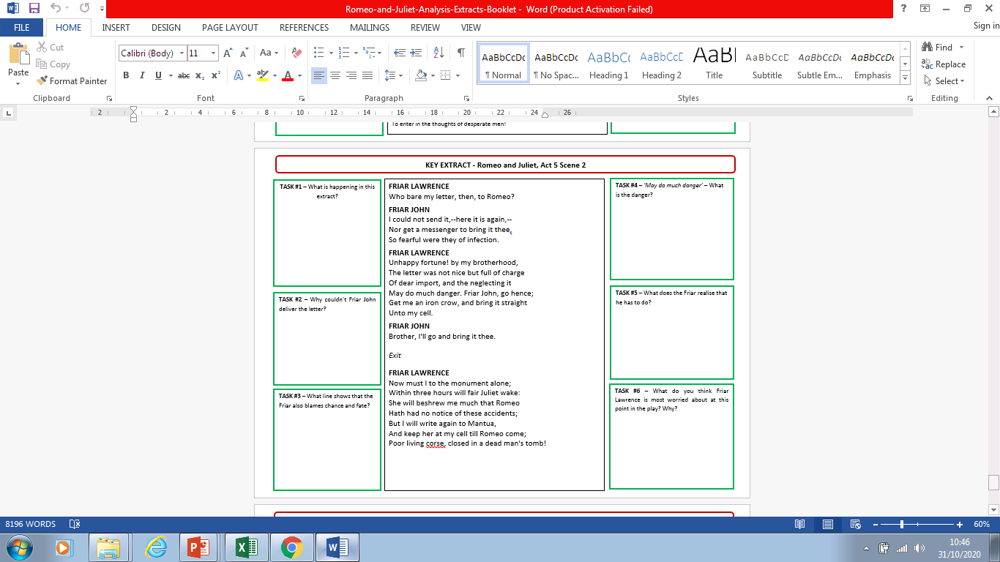 Romeo-and-Juliet-Analysis-Extracts-Booklet - Word (Product Activation Failed)
FILE HOME INSERT DESIGN PAGE LAYOUT REFERENCES MAILINGS REVIEW VIEW Sign in
Paste
Cut
Copy
Format Painter
Clipboard
Calibri (Body) 11
Font
Paragraph
AaBbCcDc AaBbCcDc AaBbCc AaBbCcC AaBl AaBbCcD AaBbCcDc AaBbCcDc
¶ Normal ¶ No Spac... Heading 1 Heading 2 Title Subtitle Subtle Em... Emphasis
Styles
Find
Replace
Select
Editing
2 2 4 6 8 10 12 14 16 18 20 22 24 26
To enter in the thoughts of desperate men!
KEY EXTRACT - Romeo and Juliet, Act 5 Scene 2
TASK #1 – What is happening in this
extract?
TASK #2 – Why couldn't Friar John
deliver the letter?
TASK #3 – What line shows that the
Friar also blames chance and fate?
FRIAR LAWRENCE
Who bare my letter, then, to Romeo?
FRIAR JOHN
I could not send it,--here it is again,--
Nor get a messenger to bring it thee,
So fearful were they of infection.
FRIAR LAWRENCE
Unhappy fortune! by my brotherhood,
The letter was not nice but full of charge
Of dear import, and the neglecting it
May do much danger. Friar John, go hence;
Get me an iron crow, and bring it straight
Unto my cell.
FRIAR JOHN
Brother, I'll go and bring it thee.
Exit
FRIAR LAWRENCE
Now must I to the monument alone;
Within three hours will fair Juliet wake:
She will beshrew me much that Romeo
Hath had no notice of these accidents;
But I will write again to Mantua,
And keep her at my cell till Romeo come;
Poor living corse, closed in a dead man's tomb!
TASK #4 – 'May do much danger' – What
is the danger?
TASK #5 – What does the Friar realise that
he has to do?
TASK #6 – What do you think Friar
Lawrence is most worried about at this
point in the play? Why?
8196 WORDS
60%
10:46
31/10/2020